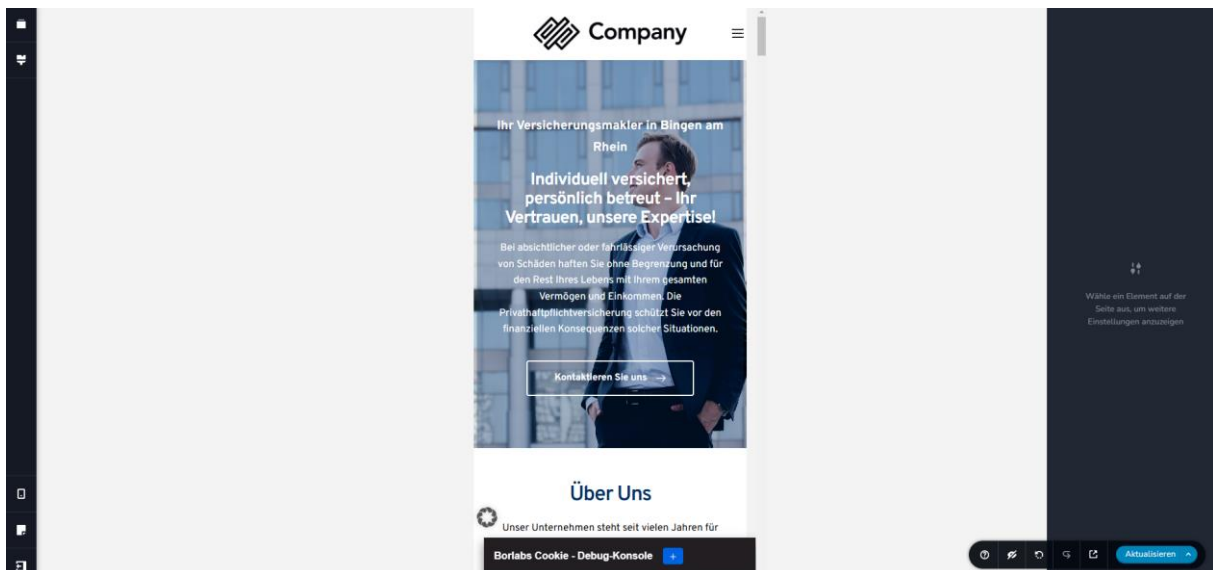 Company
Ihr Versicherungsmakler in Bingen am
Rhein
Individuell versichert,
persönlich betreut – Ihr
Vertrauen, unsere Expertise!
Bei absichtlicher oder fahrlässiger Verursachung
von Schäden haften Sie ohne Begrenzung und für
den Rest Ihres Lebens mit Ihrem gesamten
Vermögen und Einkommen. Die
Privathaftpflichtversicherung schützt Sie vor den
finanziellen Konsequenzen solcher Situationen.
Kontaktieren Sie uns →
Über Uns
Unser Unternehmen steht seit vielen Jahren für
Borlabs Cookie - Debug-Konsole +
Wähle ein Element auf der
Seite aus, um weitere
Einstellungen anzuzeigen
Aktualisieren